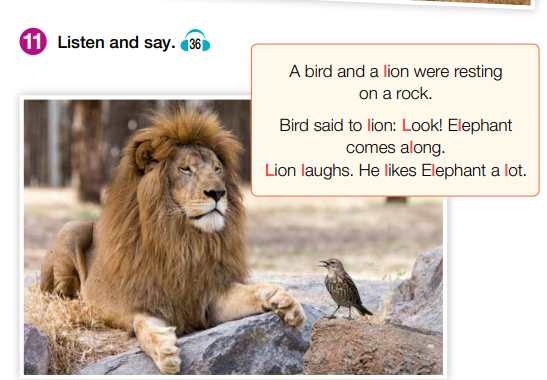 11 Listen and say. 36
A bird and a lion were resting
on a rock.
Bird said to lion: Look! Elephant
comes along.
Lion laughs. He likes Elephant a lot.